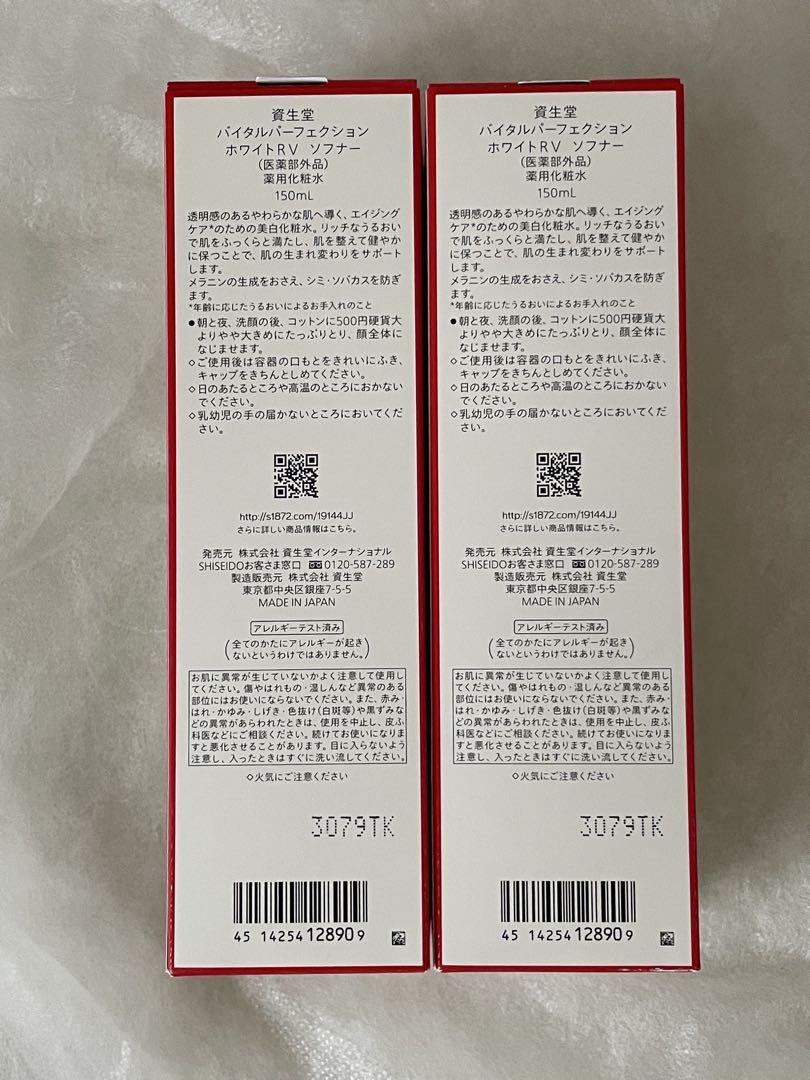 資生堂
バイタルパーフェクション
ホワイトRV ソフナー
(医薬部外品)
薬用化粧水
150mL
透明感のあるやわらかな肌へ導く、エイジング
ケア*のための美白化粧水。リッチなうるおい
で肌をふっくらと満たし、肌を整えて健やか
に保つことで、肌の生まれ変わりをサポート
します。
メラニンの生成をおさえ、シミ・ソバカスを防ぎ
ます。
*年齢に応じたうるおいによるお手入れのこと
●朝と夜、洗顔の後、コットンに500円硬貨大
よりやや大きめにたっぷりとり、顔全体に
なじませます。
◇ご使用後は容器の口もとをきれいにふき、
キャップをきちんとしめてください。
◇日のあたるところや高温のところにおかない
でください。
◇乳幼児の手の届かないところにおいてくだ
さい。
http://s1872.com/19144JJ
さらに詳しい商品情報はこちら。
発売元 株式会社 資生堂インターナショナル
SHISEIDOお客さま窓口 0120-587-289
製造販売元 株式会社 資生堂
東京都中央区銀座7-5-5
MADE IN JAPAN
アレルギーテスト済み
(全てのかたにアレルギーが起き
ないというわけではありません。)
お肌に異常が生じていないかよく注意して使用し
てください。傷やはれもの・湿しんなど異常のある
部位にはお使いにならないでください。また、赤み・
はれ・かゆみ・しげき・色抜け(白斑等)や黒ずみな
どの異常があらわれたときは、使用を中止し、皮ふ
科医などにご相談ください。続けてお使いになりま
すと悪化させることがあります。目に入らないよう
注意し、入ったときはすぐに洗い流してください。
◇火気にご注意ください
3079TK
45 14254 12890 9
資生堂
バイタルパーフェクション
ホワイトRV ソフナー
(医薬部外品)
薬用化粧水
150mL
透明感のあるやわらかな肌へ導く、エイジング
ケア*のための美白化粧水。リッチなうるおい
で肌をふっくらと満たし、肌を整えて健やか
に保つことで、肌の生まれ変わりをサポート
します。
メラニンの生成をおさえ、シミ・ソバカスを防ぎ
ます。
*年齢に応じたうるおいによるお手入れのこと
●朝と夜、洗顔の後、コットンに500円硬貨大
よりやや大きめにたっぷりとり、顔全体に
なじませます。
◇ご使用後は容器の口もとをきれいにふき、
キャップをきちんとしめてください。
◇日のあたるところや高温のところにおかない
でください。
◇乳幼児の手の届かないところにおいてくだ
さい。
http://s1872.com/19144JJ
さらに詳しい商品情報はこちら。
発売元 株式会社 資生堂インターナショナル
SHISEIDOお客さま窓口 0120-587-289
製造販売元 株式会社 資生堂
東京都中央区銀座7-5-5
MADE IN JAPAN
アレルギーテスト済み
(全てのかたにアレルギーが起き
ないというわけではありません。)
お肌に異常が生じていないかよく注意して使用し
てください。傷やはれもの・湿しんなど異常のある
部位にはお使いにならないでください。また、赤み・
はれ・かゆみ・しげき・色抜け(白斑等)や黒ずみな
どの異常があらわれたときは、使用を中止し、皮ふ
科医などにご相談ください。続けてお使いになりま
すと悪化させることがあります。目に入らないよう
注意し、入ったときはすぐに洗い流してください。
◇火気にご注意ください
3079TK
45 14254 12890 9